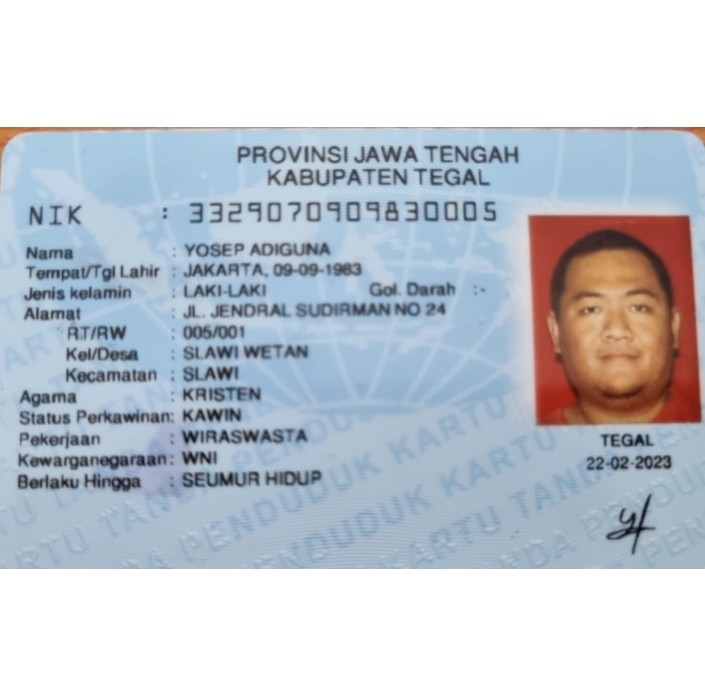 PROVINSI JAWA TENGAH
KABUPATEN TEGAL
NIK : 3329070909830005
Nama : YOSEP ADIGUNA
Tempat/Tgl Lahir : JAKARTA, 09-09-1983
Jenis kelamin : LAKI-LAKI Gol. Darah :-
Alamat : JL. JENDRAL SUDIRMAN NO 24
RT/RW : 005/001
Kel/Desa : SLAWI WETAN
Kecamatan : SLAWI
Agama : KRISTEN
Status Perkawinan: KAWIN
Pekerjaan : WIRASWASTA
Kewarganegaraan: WNI
Berlaku Hingga : SEUMUR HIDUP
TEGAL
22-02-2023
KARTU TANDA PENDUDUK KARTU TANDA PENDUDUK